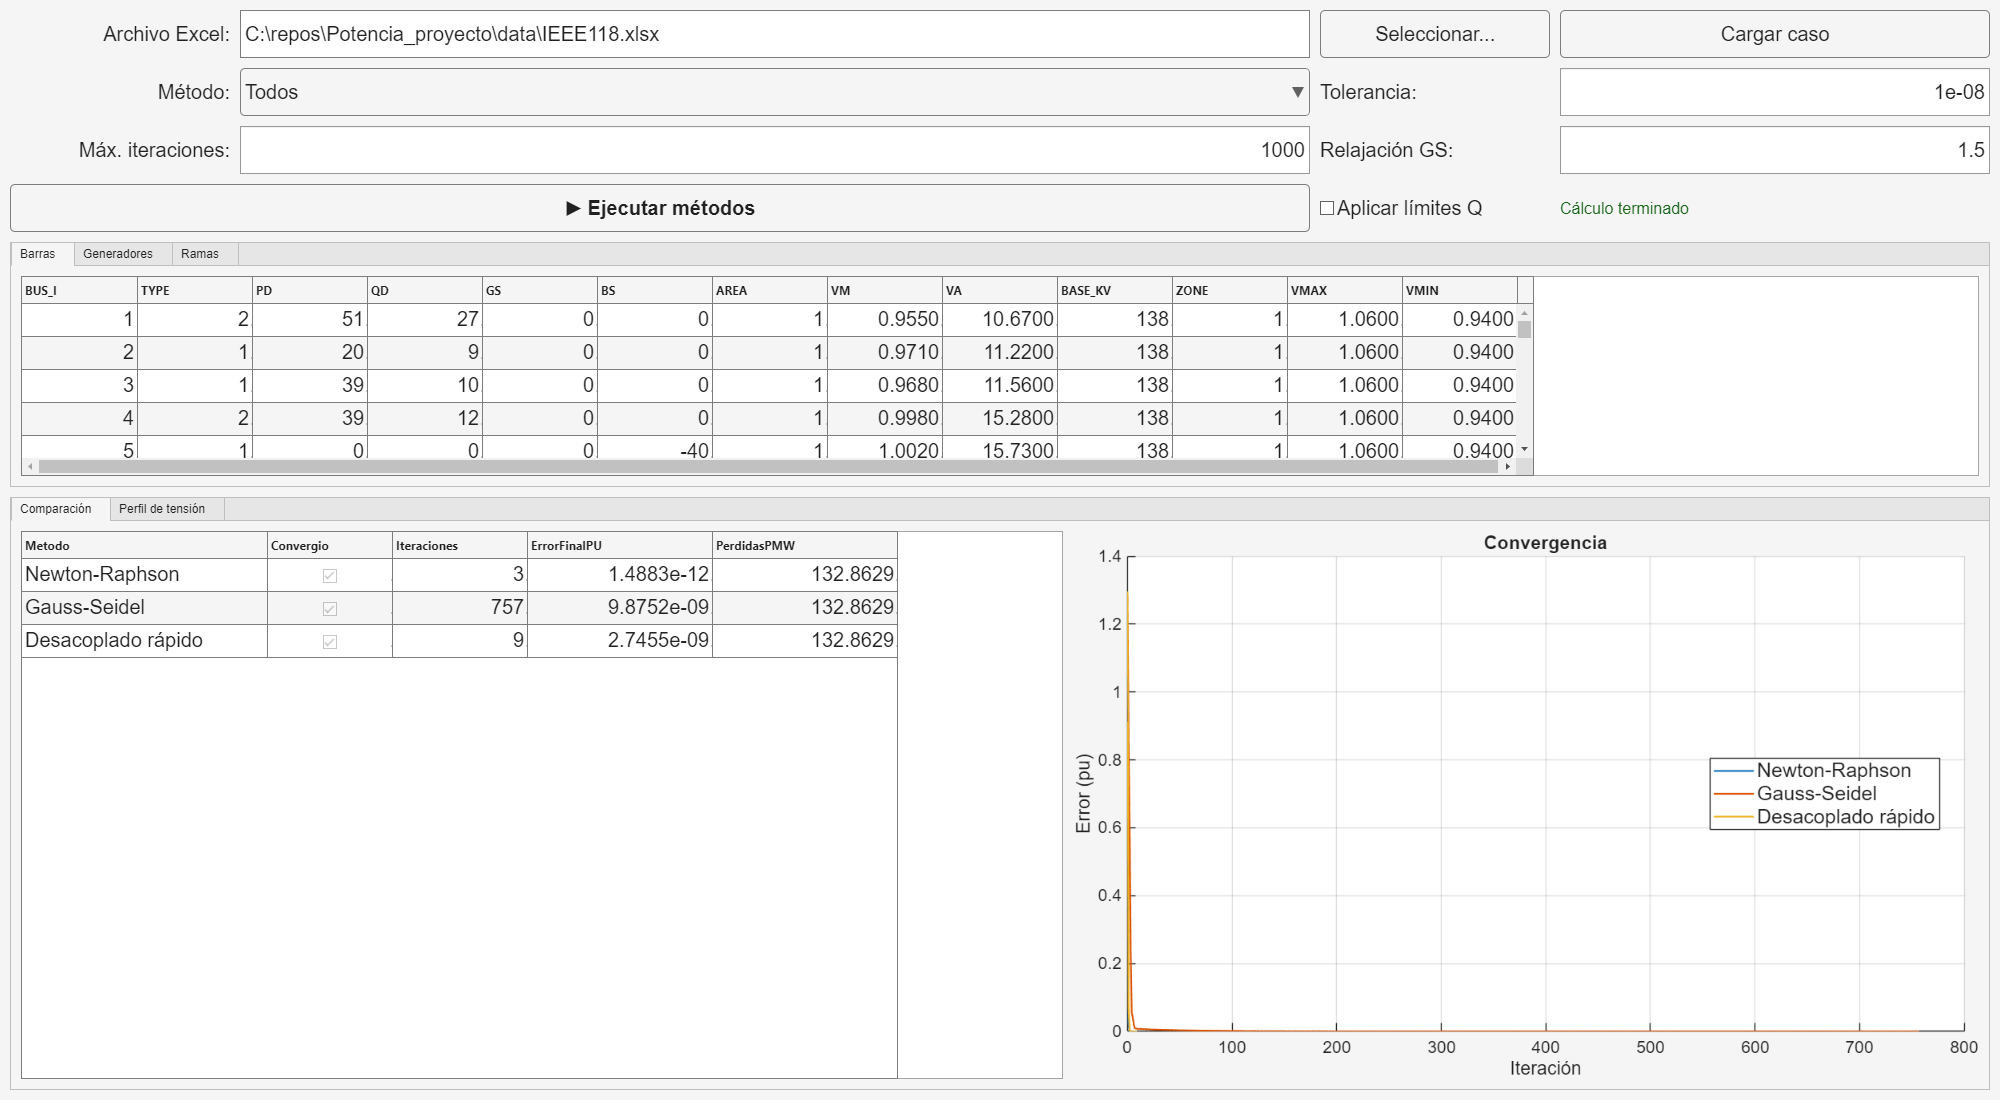 Archivo Excel: C:\repos\Potencia_proyecto\data\IEEE118.xlsx Seleccionar... Cargar caso
Método: Todos Tolerancia: 1e-08
Máx. iteraciones: 1000 Relajación GS: 1.5
▶ Ejecutar métodos Aplicar límites Q Cálculo terminado
Barras Generadores Ramas
BUS_I TYPE PD QD GS BS AREA VM VA BASE_KV ZONE VMAX VMIN
1 2 51 27 0 0 1 0.9550 10.6700 138 1 1.0600 0.9400
2 1 20 9 0 0 1 0.9710 11.2200 138 1 1.0600 0.9400
3 1 39 10 0 0 1 0.9680 11.5600 138 1 1.0600 0.9400
4 2 39 12 0 0 1 0.9980 15.2800 138 1 1.0600 0.9400
5 1 0 0 0 -40 1 1.0020 15.7300 138 1 1.0600 0.9400
Comparación Perfil de tensión
Metodo Convergio Iteraciones ErrorFinalPU PerdidasPMW
Newton-Raphson 3 1.4883e-12 132.8629
Gauss-Seidel 757 9.8752e-09 132.8629
Desacoplado rápido 9 2.7455e-09 132.8629
Convergencia
1.4
1.2
1
0.8
0.6
0.4
0.2
0
Error (pu)
Newton-Raphson
Gauss-Seidel
Desacoplado rápido
0 100 200 300 400 500 600 700 800
Iteración